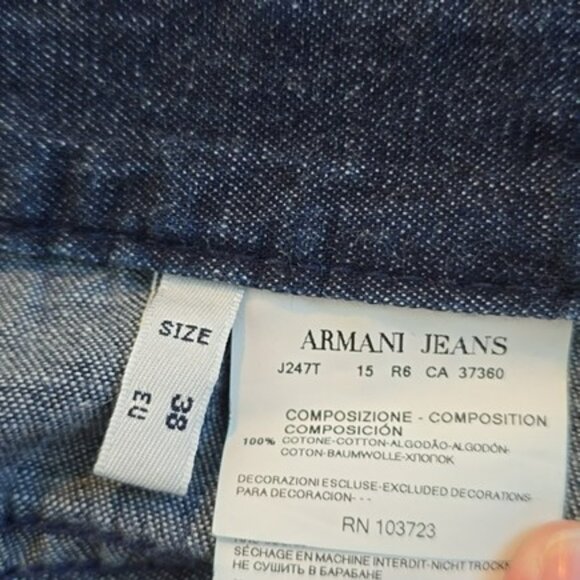 SIZE
38
EU
ARMANI JEANS
J247T 15 R6 CA 37360
COMPOSIZIONE - COMPOSITION
COMPOSICIÓN
100% COTONE-COTTON-ALGODÃO-ALGODÓN-
COTON-BAUMWOLLE-ХЛОПОК
DECORAZIONI ESCLUSE-EXCLUDED DECORATIONS-
PARA DECORACION- - -
RN 103723
SÉCHAGE EN MACHINE INTERDIT-NICHT TROCKN
НЕ СУШИТЬ В БАРАБАНЕ